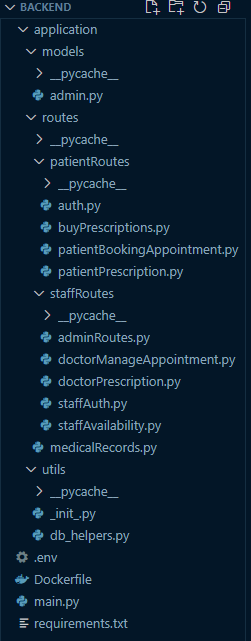 BACKEND
application
models
__pycache__
admin.py
routes
__pycache__
patientRoutes
__pycache__
auth.py
buyPrescriptions.py
patientBookingAppointment.py
patientPrescription.py
staffRoutes
__pycache__
adminRoutes.py
doctorManageAppointment.py
doctorPrescription.py
staffAuth.py
staffAvailability.py
medicalRecords.py
utils
__pycache__
_init_.py
db_helpers.py
.env
Dockerfile
main.py
requirements.txt